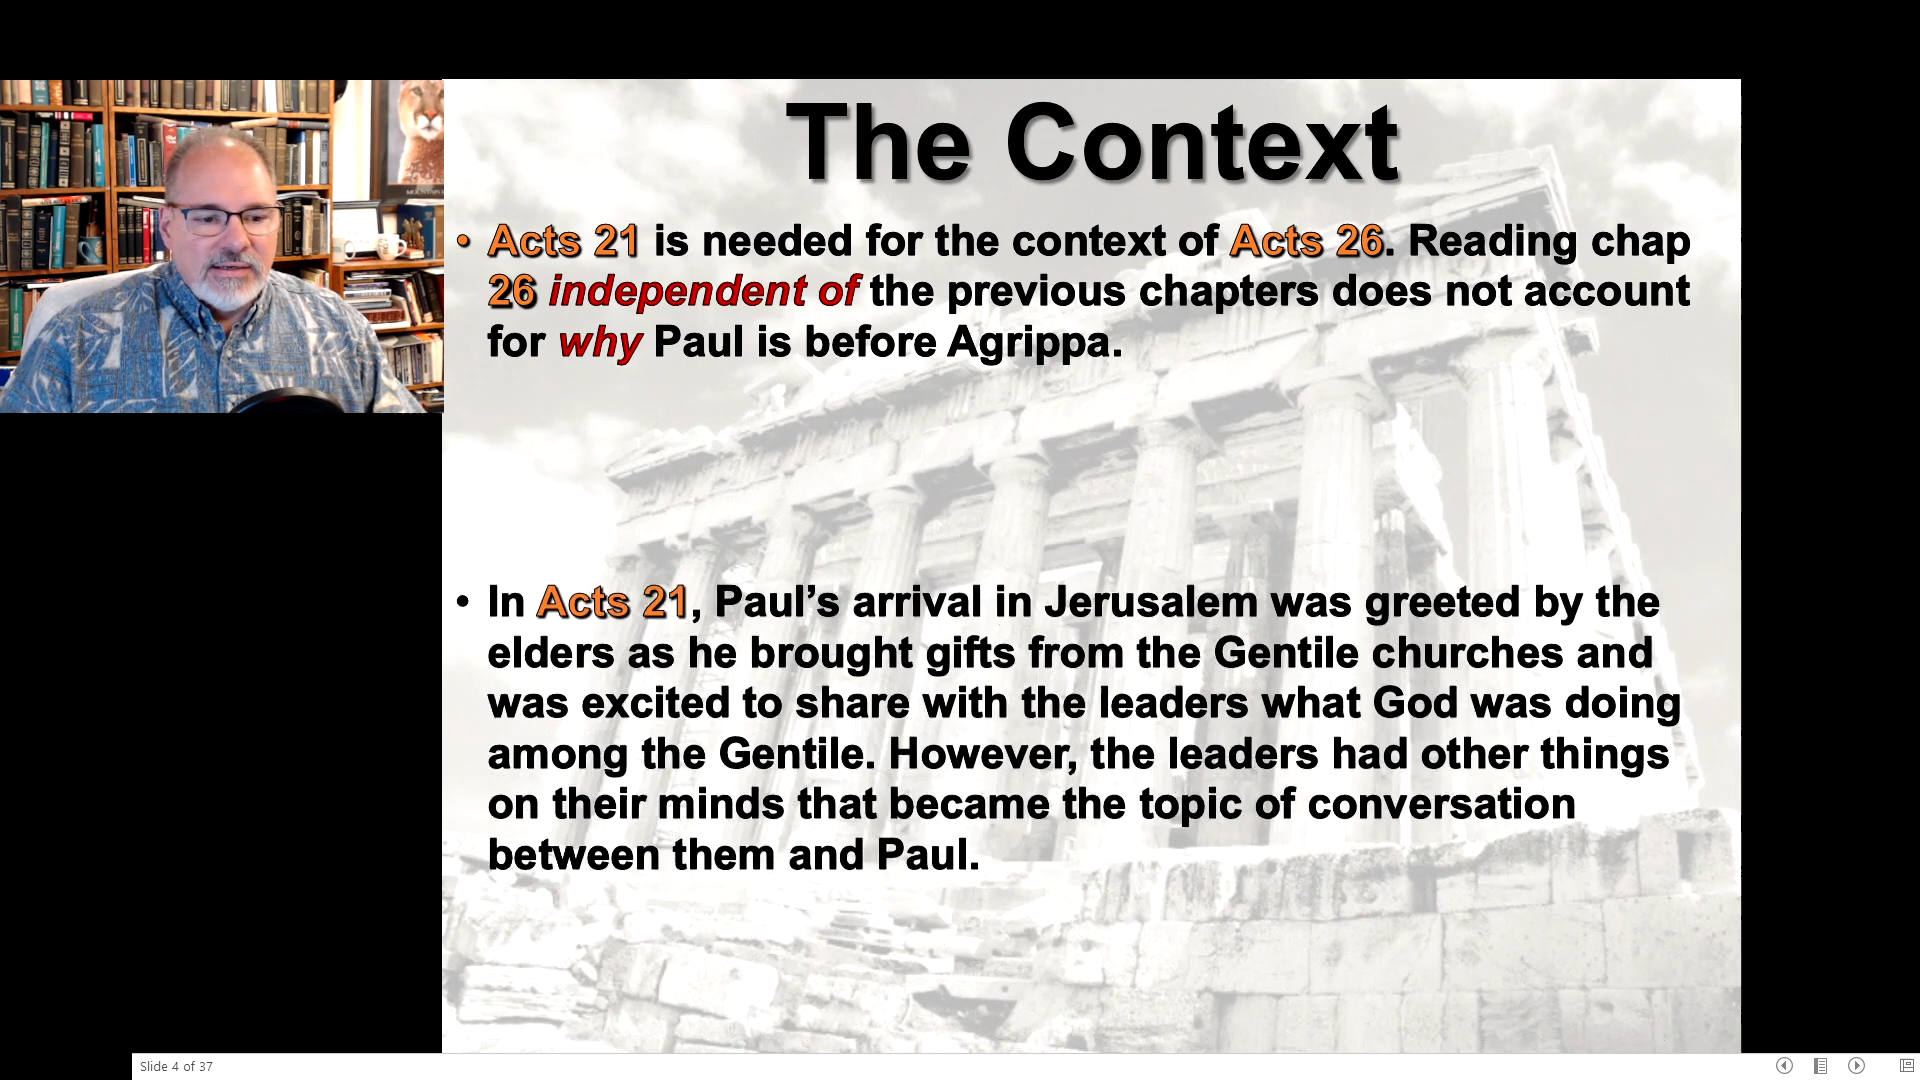 The Context
• Acts 21 is needed for the context of Acts 26. Reading chap
26 independent of the previous chapters does not account
for why Paul is before Agrippa.
• In Acts 21, Paul’s arrival in Jerusalem was greeted by the
elders as he brought gifts from the Gentile churches and
was excited to share with the leaders what God was doing
among the Gentile. However, the leaders had other things
on their minds that became the topic of conversation
between them and Paul.
Slide 4 of 37